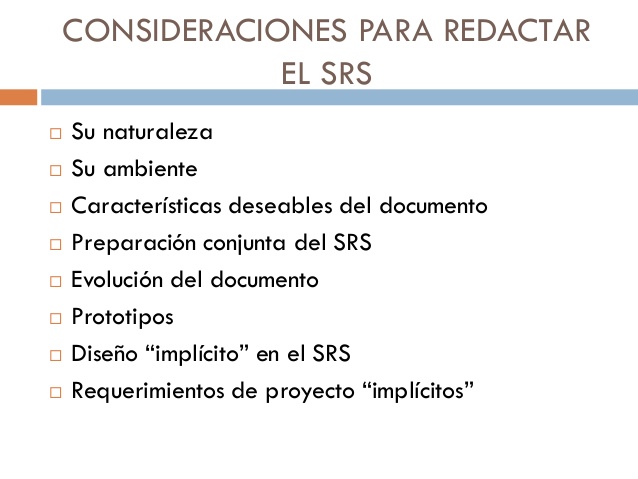 CONSIDERACIONES PARA REDACTAR
EL SRS
Su naturaleza
Su ambiente
Características deseables del documento
Preparación conjunta del SRS
Evolución del documento
Prototipos
Diseño “implícito” en el SRS
Requerimientos de proyecto “implícitos”